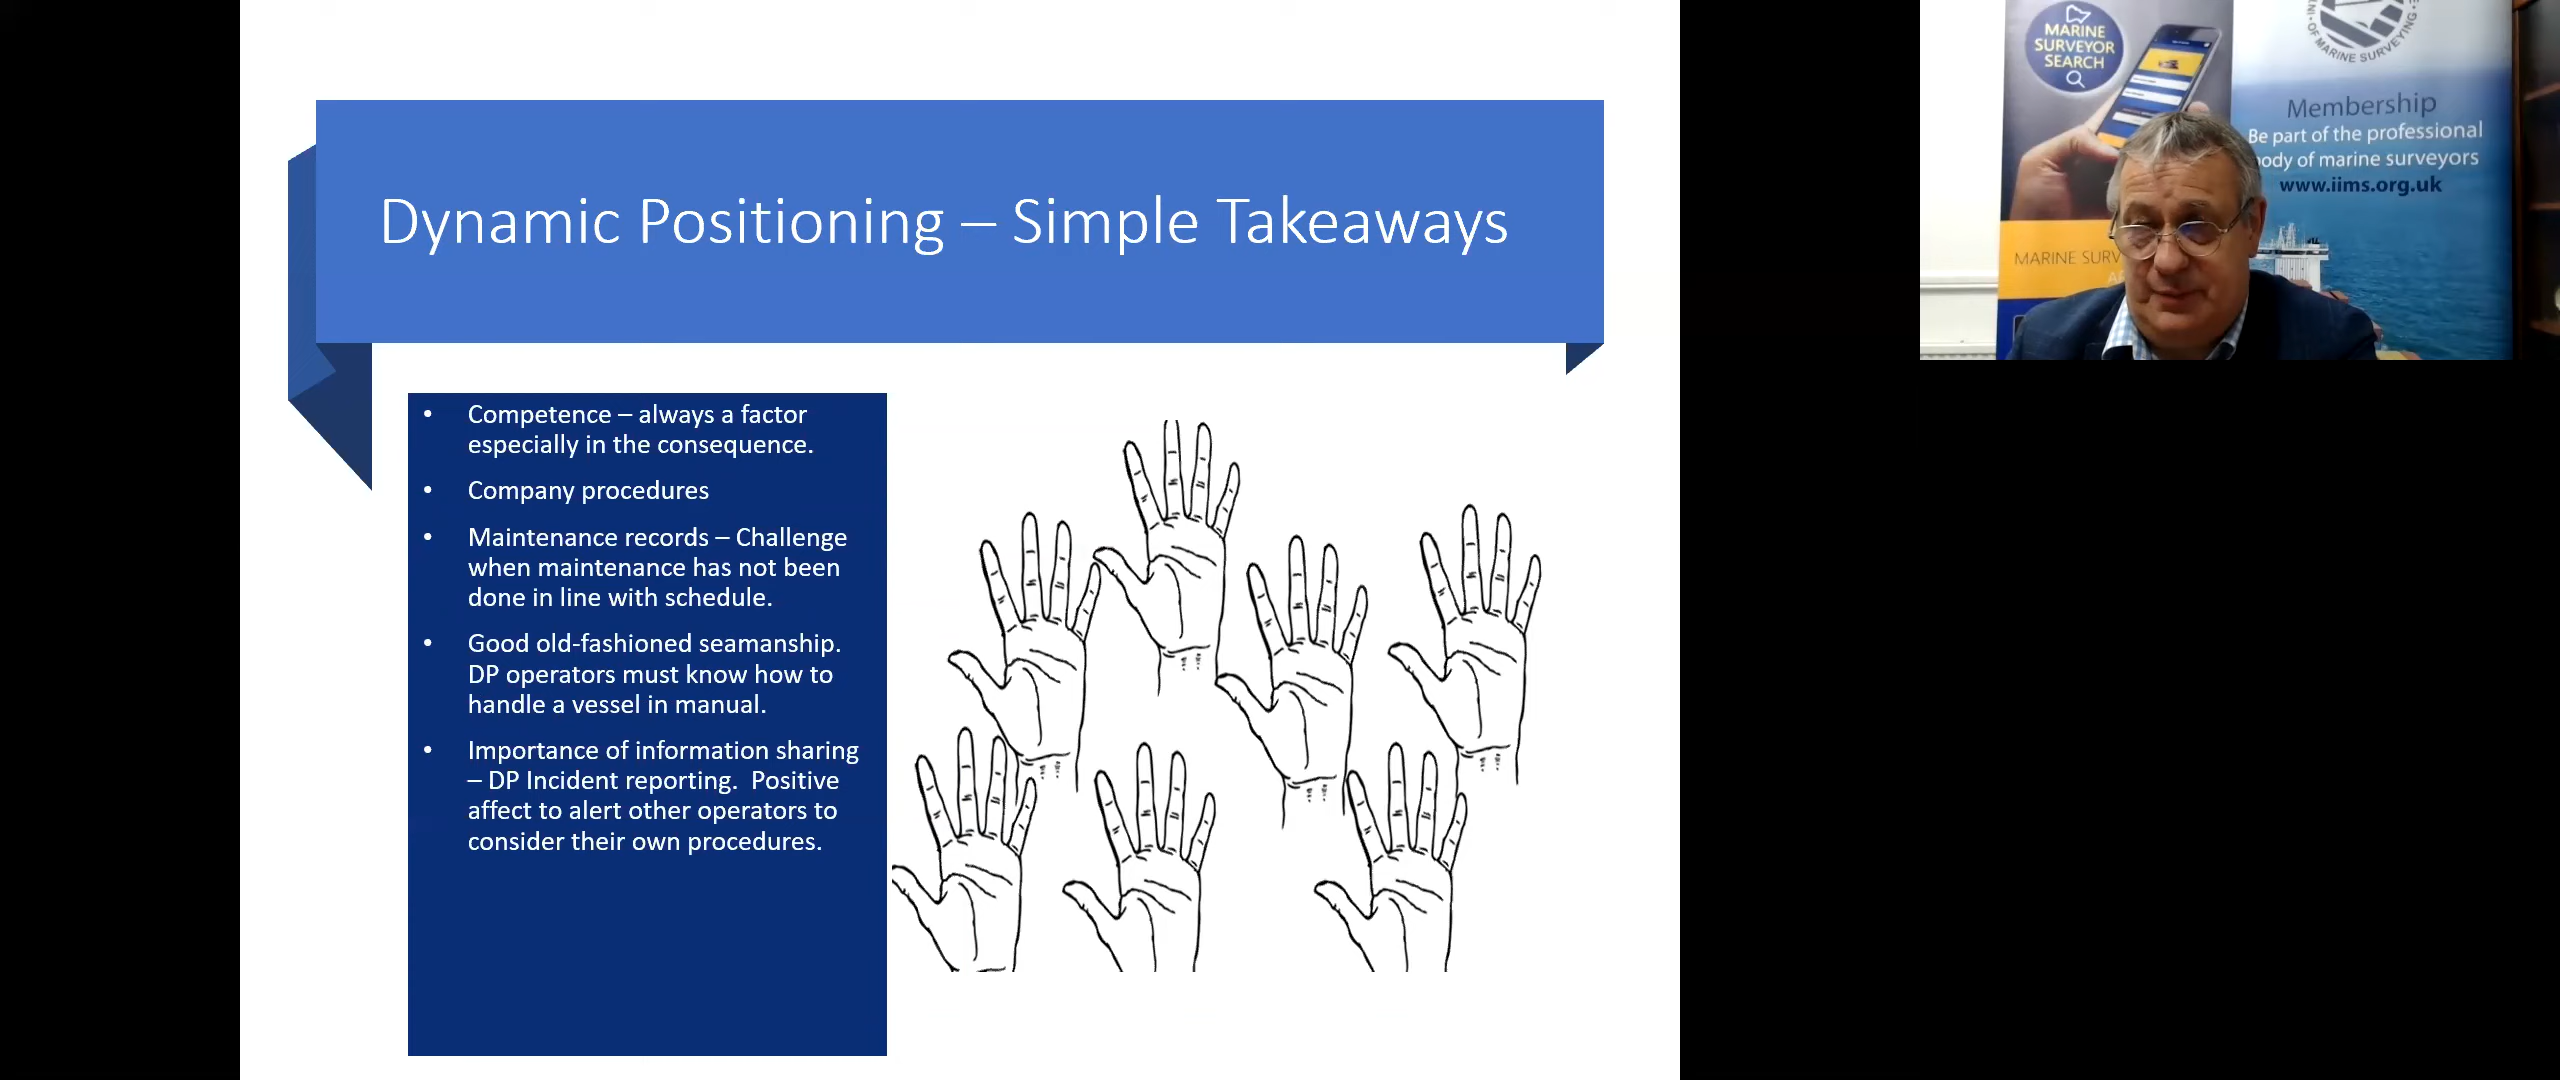 Dynamic Positioning – Simple Takeaways
• Competence – always a factor
especially in the consequence.
• Company procedures
• Maintenance records – Challenge
when maintenance has not been
done in line with schedule.
• Good old-fashioned seamanship.
DP operators must know how to
handle a vessel in manual.
• Importance of information sharing
– DP Incident reporting.  Positive
affect to alert other operators to
consider their own procedures.
MARINE
SURVEYOR
SEARCH
MARINE
OF MARINE SURVEYING
Membership
Be part of the professional
of marine surveyors
www.iims.org.uk